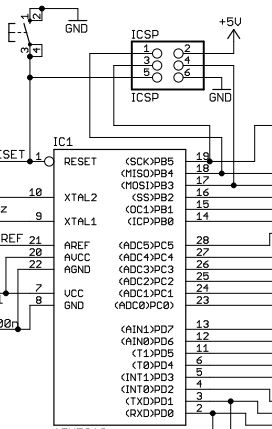 1 2
GND
3 4
+5V
ICSP
1 2
3 4
5 6
ICSP
GND
IC1
ESET 1 RESET (SCK)PB5 19
(MISO)PB4 18
(MOSI)PB3 17
10 XTAL2 (SS)PB2 16
z (OC1)PB1 15
9 XTAL1 (ICP)PB0 14
REF 21 AREF (ADC5)PC5 28
20 AVCC (ADC4)PC4 27
22 AGND (ADC3)PC3 26
(ADC2)PC2 25
7 VCC (ADC1)PC1 24
8 GND (ADC0)PC0 23
00n
(AIN1)PD7 13
(AIN0)PD6 12
(T1)PD5 11
(T0)PD4 6
(INT1)PD3 5
(INT0)PD2 4
(TXD)PD1 3
(RXD)PD0 2